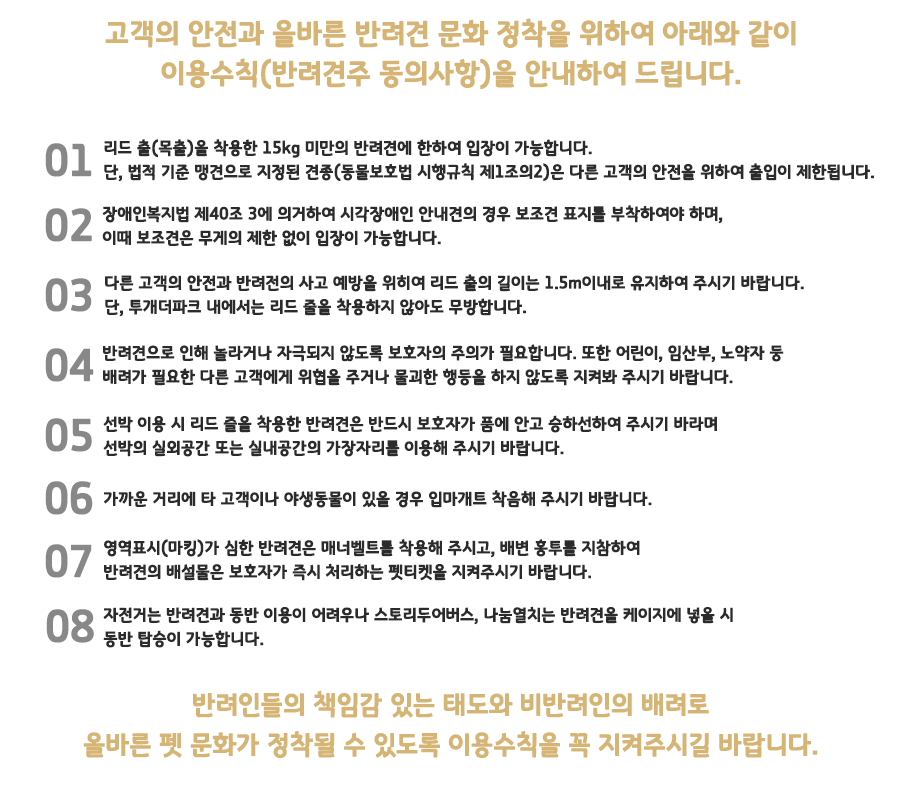 고객의 안전과 올바른 반려견 문화 정착을 위하여 아래와 같이
이용수칙(반려견주 동의사항)을 안내하여 드립니다.
01 리드 출(목출)을 착용한 15kg 미만의 반려견에 한하여 입장이 가능합니다.
단, 법적 기준 맹견으로 지정된 견종(동물보호법 시행규칙 제1조의2)은 다른 고객의 안전을 위하여 출입이 제한됩니다.
02 장애인복지법 제40조 3에 의거하여 시각장애인 안내견의 경우 보조견 표지를 부착하여야 하며,
이때 보조견은 무게의 제한 없이 입장이 가능합니다.
03 다른 고객의 안전과 반려전의 사고 예방을 위히여 리드 출의 길이는 1.5m이내로 유지하여 주시기 바랍니다.
단, 투개더파크 내에서는 리드 줄을 착용하지 않아도 무방합니다.
04 반려견으로 인해 놀라거나 자극되지 않도록 보호자의 주의가 필요합니다. 또한 어린이, 임산부, 노약자 등
배려가 필요한 다른 고객에게 위협을 주거나 물괴한 행등을 하지 않도록 지켜봐 주시기 바랍니다.
05 선박 이용 시 리드 줄을 착용한 반려견은 반드시 보호자가 품에 안고 승하선하여 주시기 바라며
선박의 실외공간 또는 실내공간의 가장자리를 이용해 주시기 바랍니다.
06 가까운 거리에 타 고객이나 야생동물이 있을 경우 입마개트 착음해 주시기 바랍니다.
07 영역표시(마킹)가 심한 반려견은 매너벨트를 착용해 주시고, 배변 홍투를 지참하여
반려견의 배설물은 보호자가 즉시 처리하는 펫티켓을 지켜주시기 바랍니다.
08 자전거는 반려견과 동반 이용이 어려우나 스토리두어버스, 나눔열치는 반려견을 케이지에 넣을 시
동반 탑승이 가능합니다.
반려인들의 책임감 있는 태도와 비반려인의 배려로
올바른 펫 문화가 정착될 수 있도록 이용수칙을 꼭 지켜주시길 바랍니다.